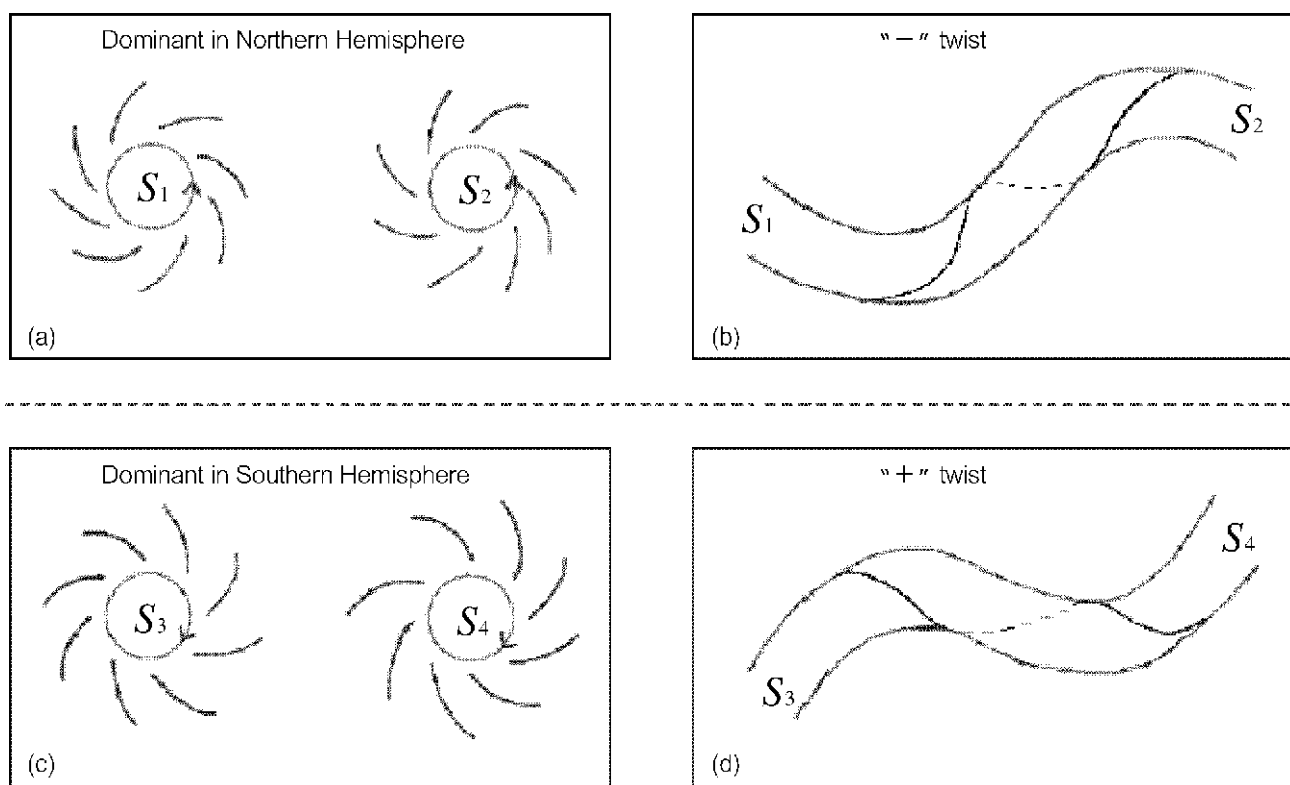 Dominant in Northern Hemisphere
S1
S2
(a)
“−” twist
S1
S2
(b)
Dominant in Southern Hemisphere
S3
S4
(c)
“+” twist
S3
S4
(d)